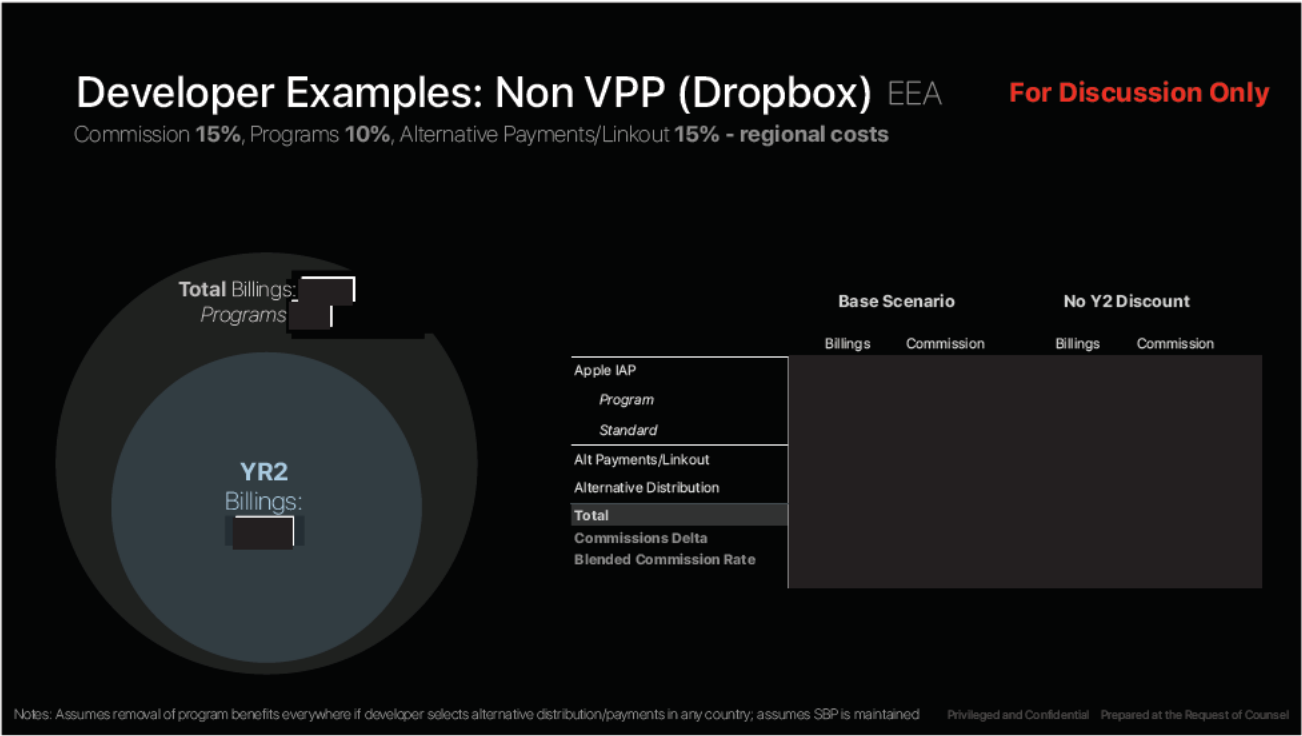 Developer Examples: Non VPP (Dropbox) EEA
For Discussion Only
Commission 15%, Programs 10%, Alternative Payments/Linkout 15% - regional costs
Total Billings:
Programs
YR2
Billings:
Base Scenario No Y2 Discount
Billings Commission Billings Commission
Apple IAP
Program
Standard
Alt Payments/Linkout
Alternative Distribution
Total
Commissions Delta
Blended Commission Rate
Notes: Assumes removal of program benefits everywhere if developer selects alternative distribution/payments in any country; assumes SBP is maintained
Privileged and Confidential Prepared at the Request of Counsel